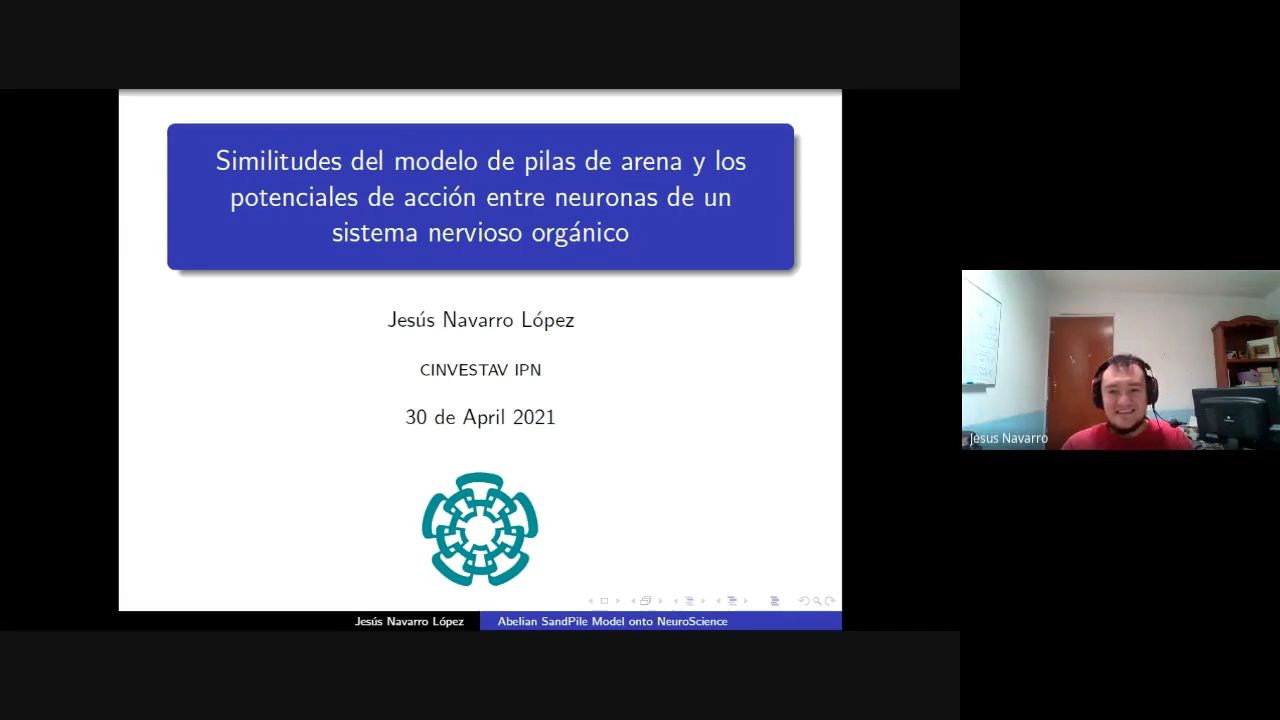 Similitudes del modelo de pilas de arena y los
potenciales de acción entre neuronas de un
sistema nervioso orgánico
Jesús Navarro López
CINVESTAV IPN
30 de April 2021
Jesús Navarro López
Abelian SandPile Model onto NeuroScience
Jesus Navarro